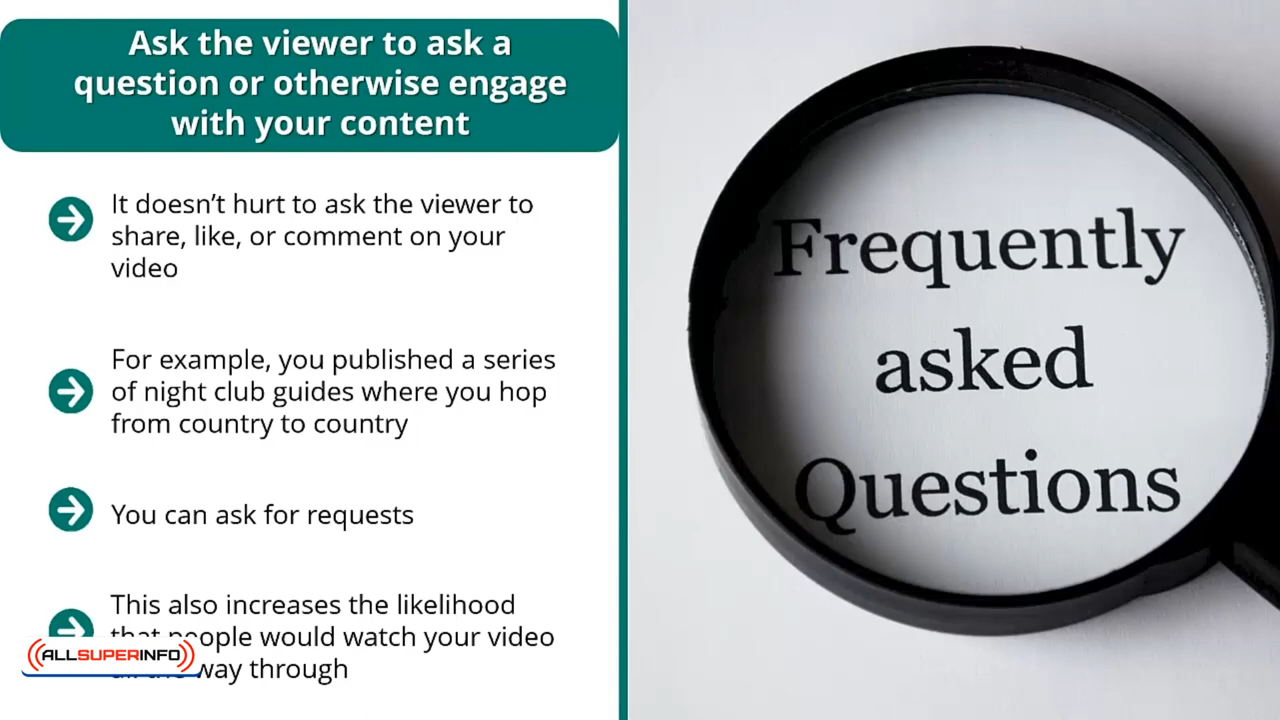 Ask the viewer to ask a
question or otherwise engage
with your content
It doesn't hurt to ask the viewer to
share, like, or comment on your
video
For example, you published a series
of night club guides where you hop
from country to country
You can ask for requests
This also increases the likelihood
that people would watch your video
way through
ALLSUPERINFO
Frequently
asked
Questions